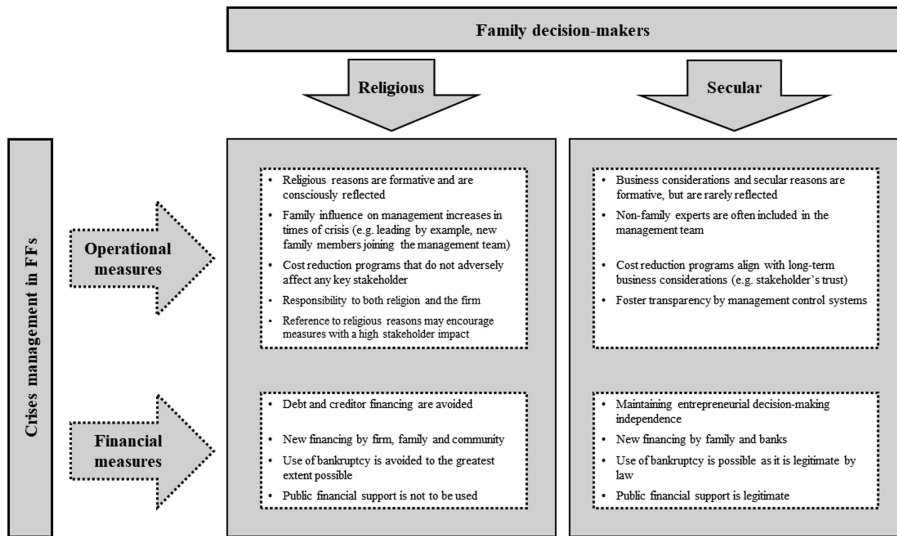 Family decision-makers
Religious
Secular
Crises management in FFs
Operational
measures
• Religious reasons are formative and are
consciously reflected
• Family influence on management increases in
times of crisis (e.g. leading by example, new
family members joining the management team)
• Cost reduction programs that do not adversely
affect any key stakeholder
• Responsibility to both religion and the firm
• Reference to religious reasons may encourage
measures with a high stakeholder impact
• Business considerations and secular reasons are
formative, but are rarely reflected
• Non-family experts are often included in the
management team
• Cost reduction programs align with long-term
business considerations (e.g. stakeholder's trust)
• Foster transparency by management control systems
Financial
measures
• Debt and creditor financing are avoided
• New financing by firm, family and community
• Use of bankruptcy is avoided to the greatest
extent possible
• Public financial support is not to be used
• Maintaining entrepreneurial decision-making
independence
• New financing by family and banks
• Use of bankruptcy is possible as it is legitimate by
law
• Public financial support is legitimate